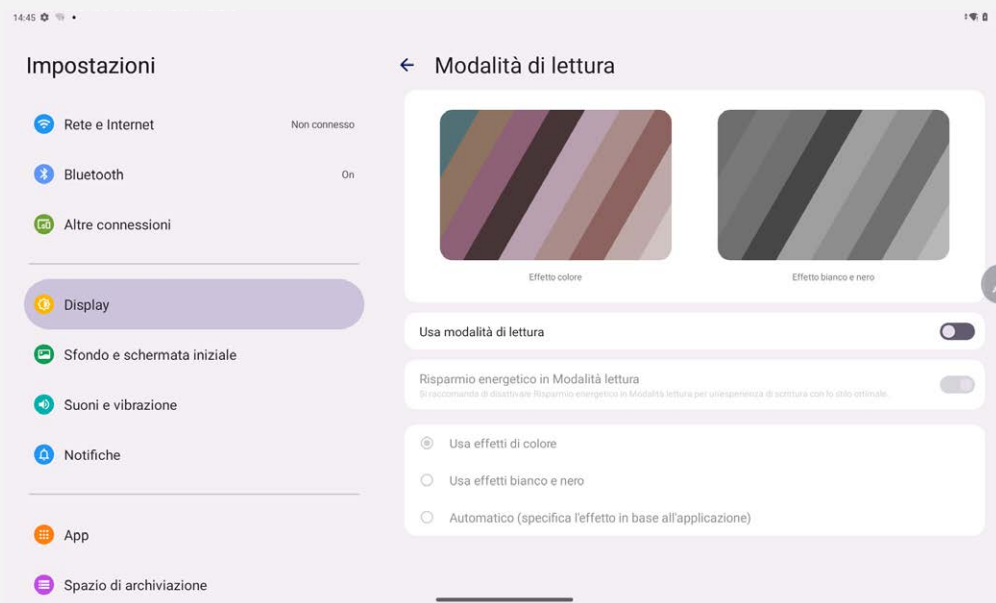 14:45
Impostazioni
Rete e Internet
Non connesso
Bluetooth
On
Altre connessioni
Display
Sfondo e schermata iniziale
Suoni e vibrazione
Notifiche
App
Spazio di archiviazione
Modalità di lettura
Effetto colore
Effetto bianco e nero
Usa modalità di lettura
Risparmio energetico in Modalità lettura
Si raccomanda di disattivare Risparmio energetico in Modalità lettura per un'esperienza di scrittura con lo stilo ottimale.
Usa effetti di colore
Usa effetti bianco e nero
Automatico (specifica l'effetto in base all'applicazione)